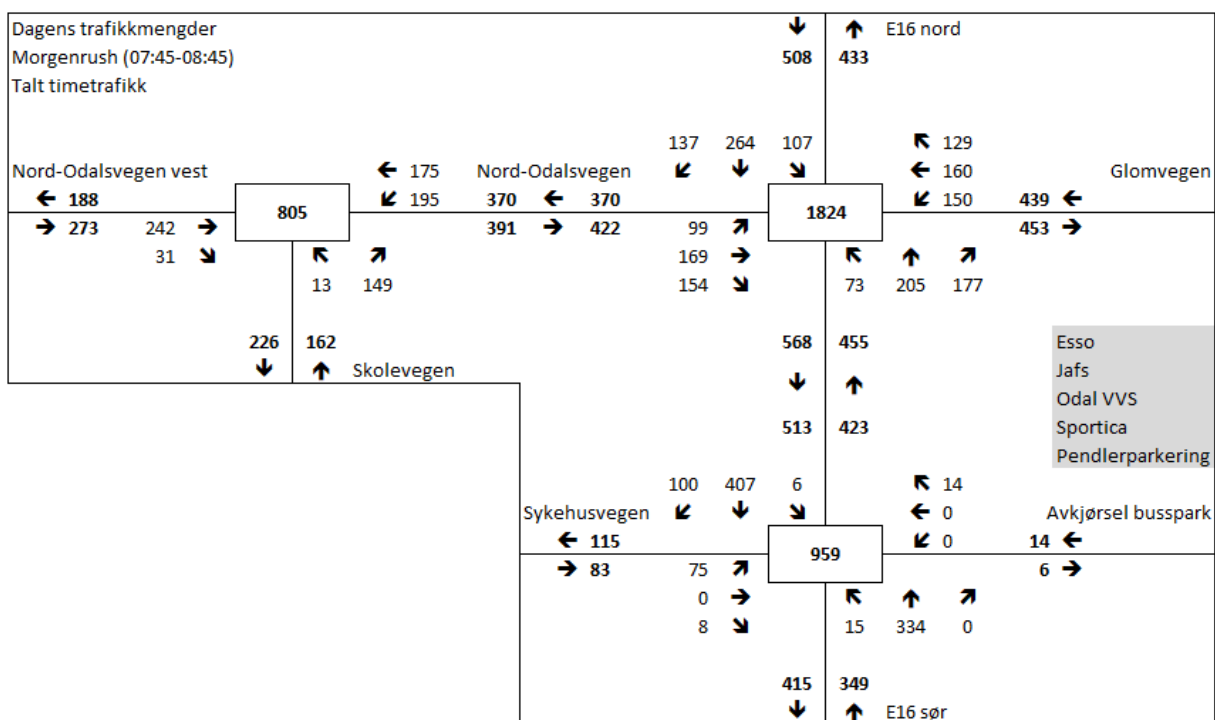 Dagens trafikkmengder E16 nord
Morgenrush (07:45-08:45) 508 433
Talt timetrafikk
137 264 107 129
Nord-Odalsvegen vest 175 Nord-Odalsvegen 160 Glomvegen
188 805 195 370 370 1824 150 439
273 242 391 422 99 453
31 169
13 149 154 73 205 177
226 162 568 455 Esso
Skolevegen Jafs
Odal VVS
513 423 Sportica
Pendlerparkering
100 407 6 14
Sykehusvegen 0 Avkjørsel busspark
115 959 0 14
83 75 6
0
8 15 334 0
415 349
E16 sør